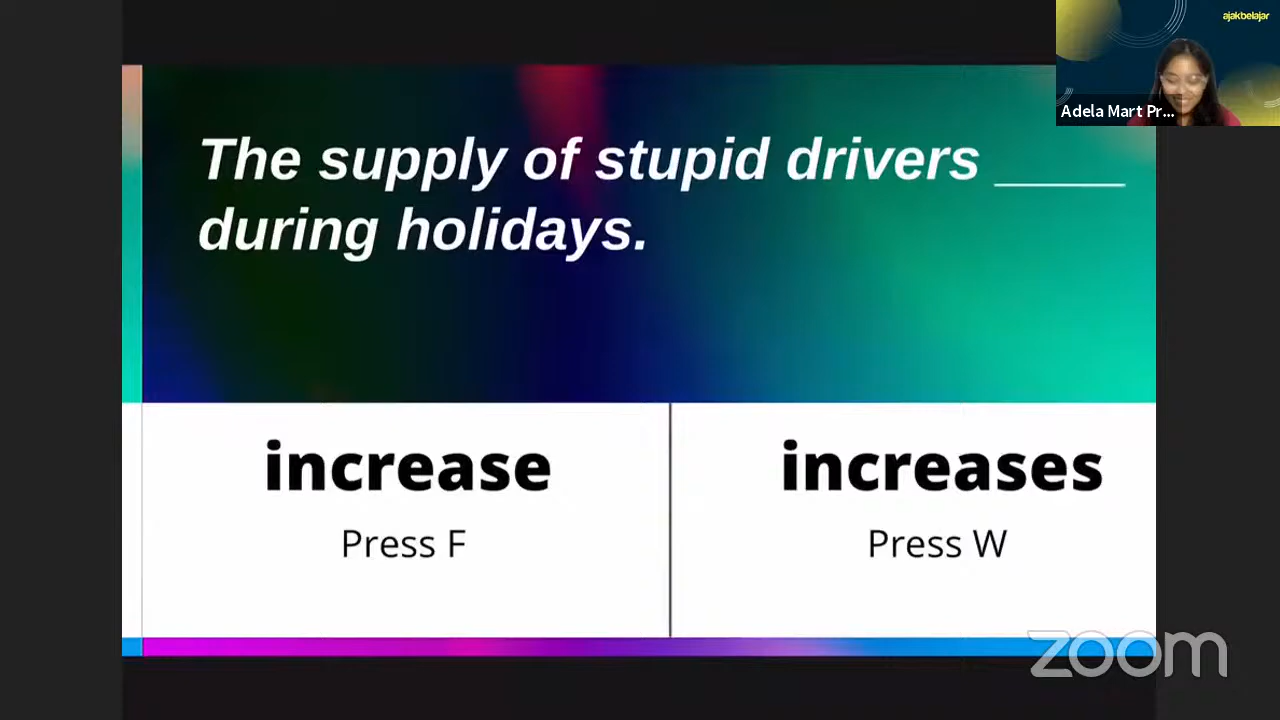 ajakbelajar
Adela Mart Pr...
The supply of stupid drivers _____
during holidays.
increase
increases
Press F
Press W
zoom